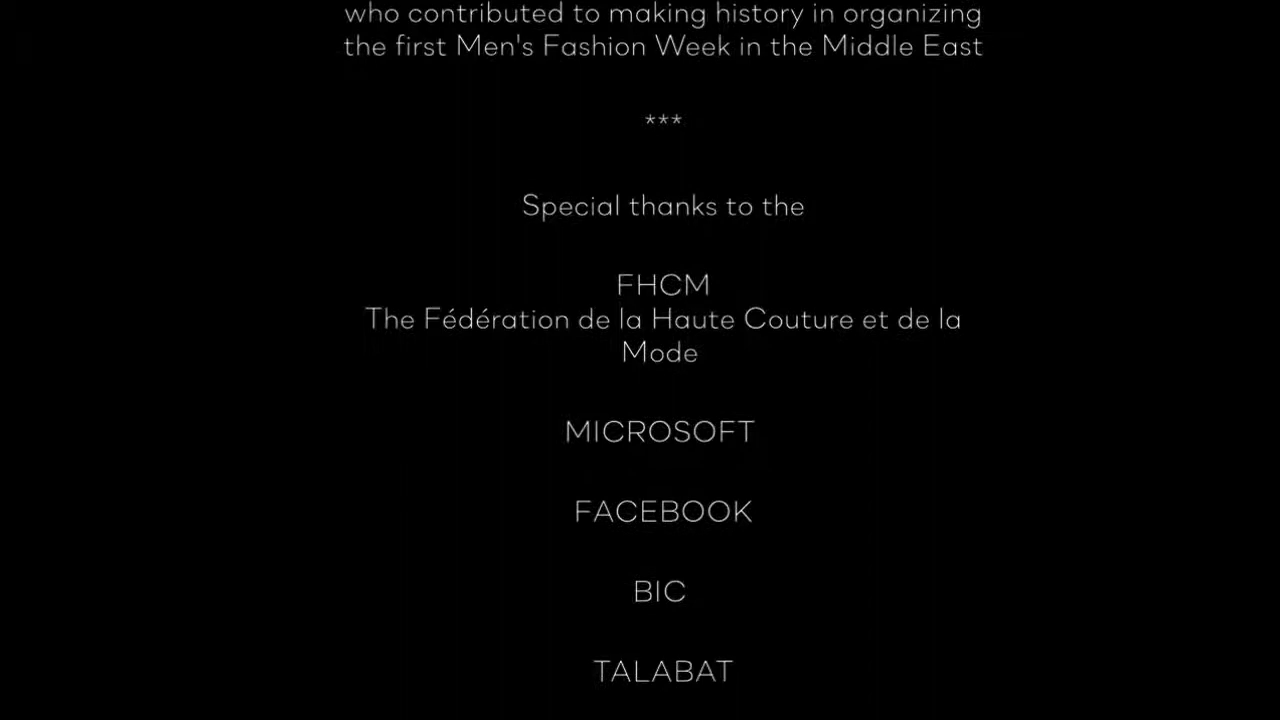 who contributed to making history in organizing
the first Men's Fashion Week in the Middle East
***
Special thanks to the
FHCM
The Fédération de la Haute Couture et de la
Mode
MICROSOFT
FACEBOOK
BIC
TALABAT